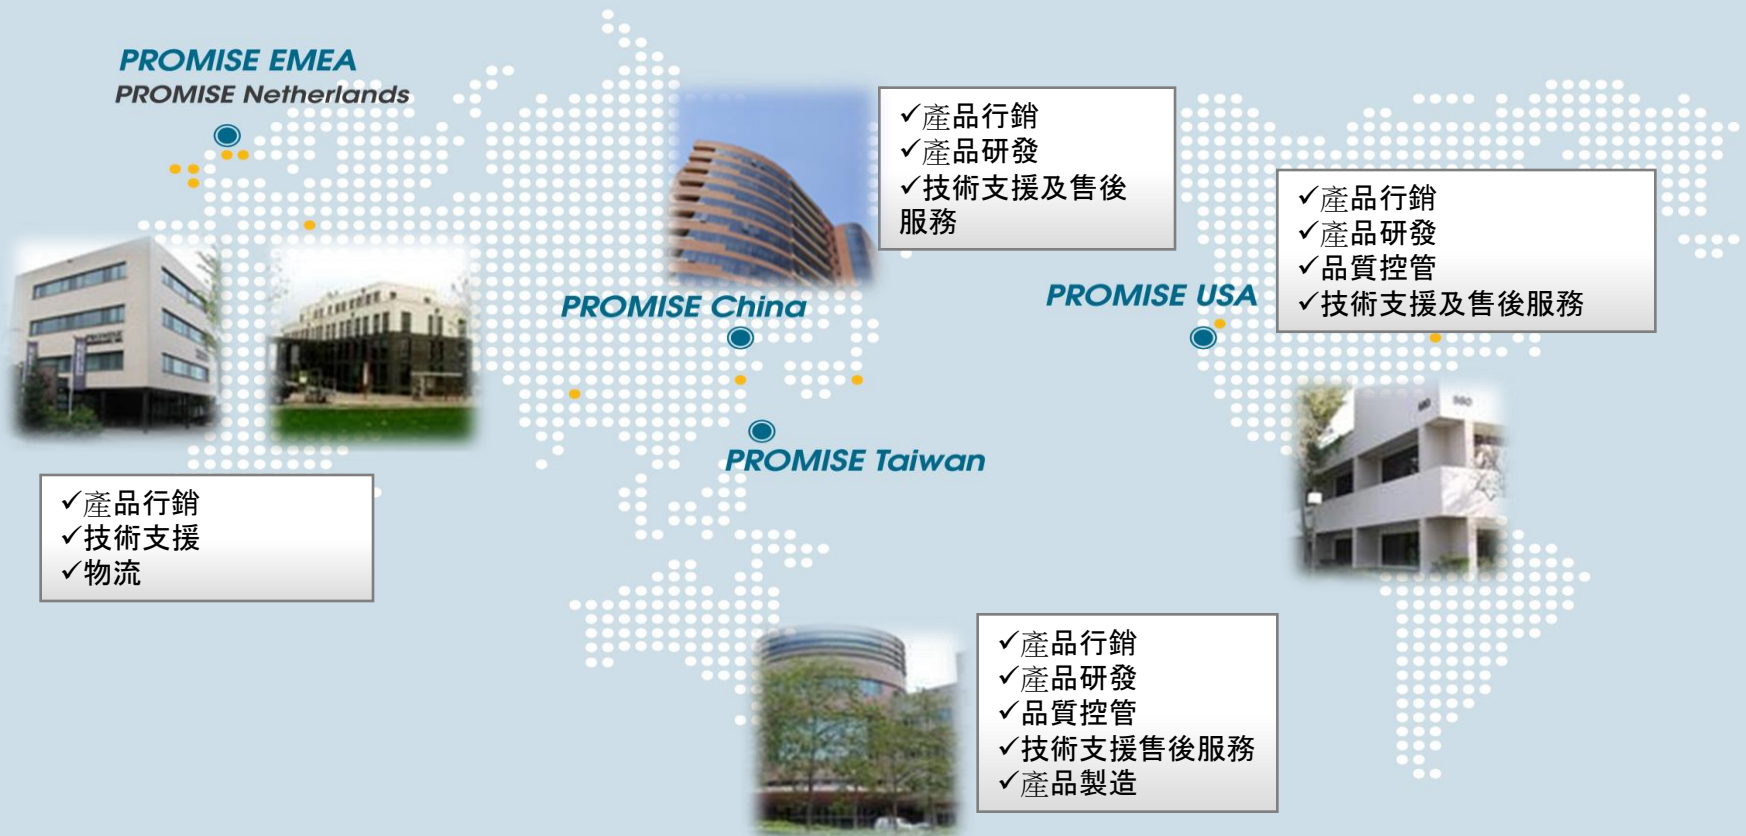 PROMISE EMEA
PROMISE Netherlands
✓產品行銷
✓產品研發
✓技術支援及售後
服務
✓產品行銷
✓產品研發
✓品質控管
✓技術支援及售後服務
PROMISE China
PROMISE USA
PROMISE Taiwan
✓產品行銷
✓技術支援
✓物流
✓產品行銷
✓產品研發
✓品質控管
✓技術支援售後服務
✓產品製造